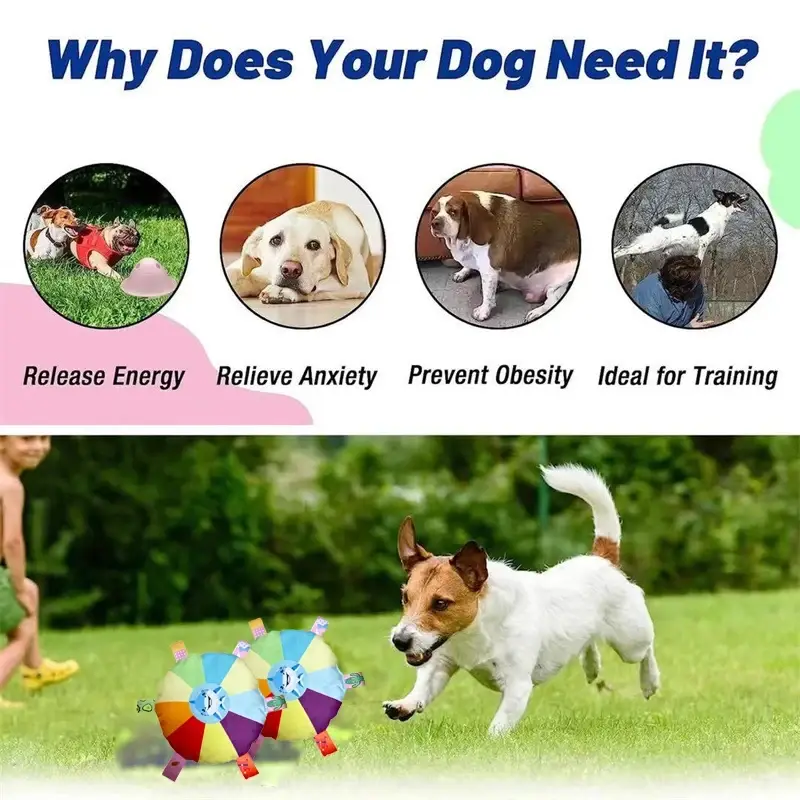 Why Does Your Dog Need It?
Release Energy
Relieve Anxiety
Prevent Obesity
Ideal for Training